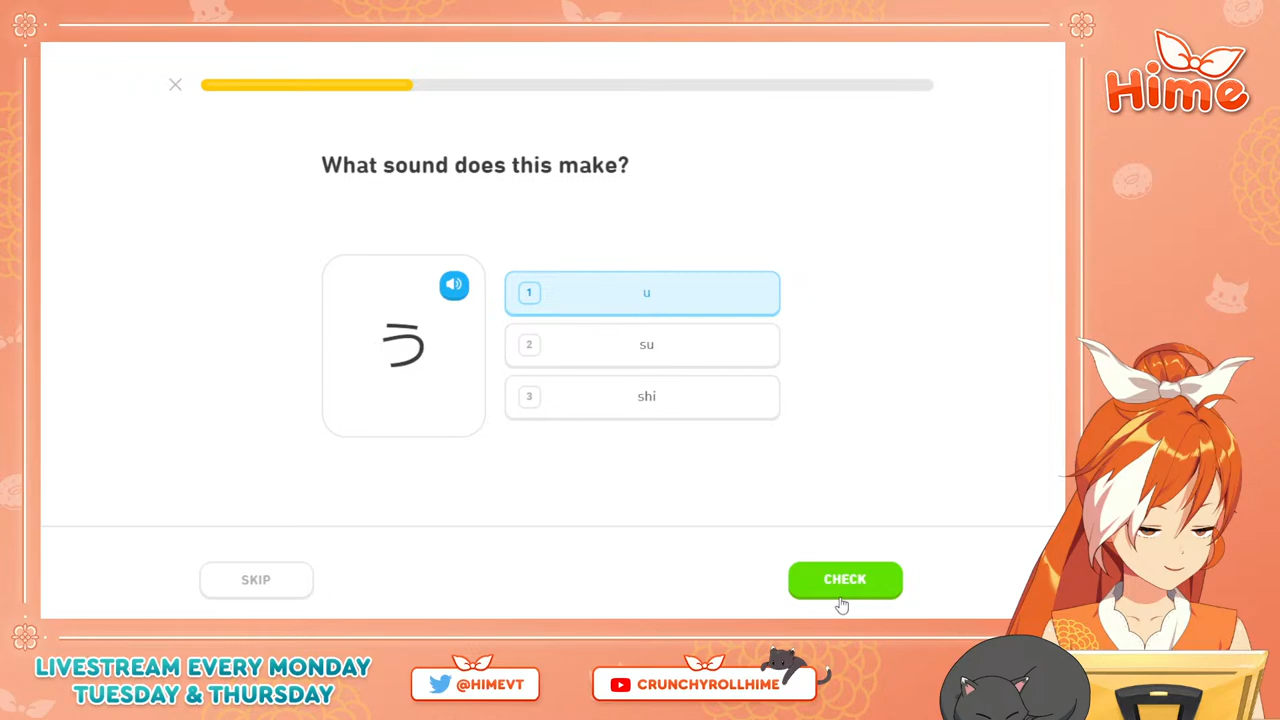 Hime
What sound does this make?
う
1 u
2 su
3 shi
SKIP
CHECK
LIVESTREAM EVERY MONDAY
TUESDAY & THURSDAY
@HIMEVT
CRUNCHYROLLHIME